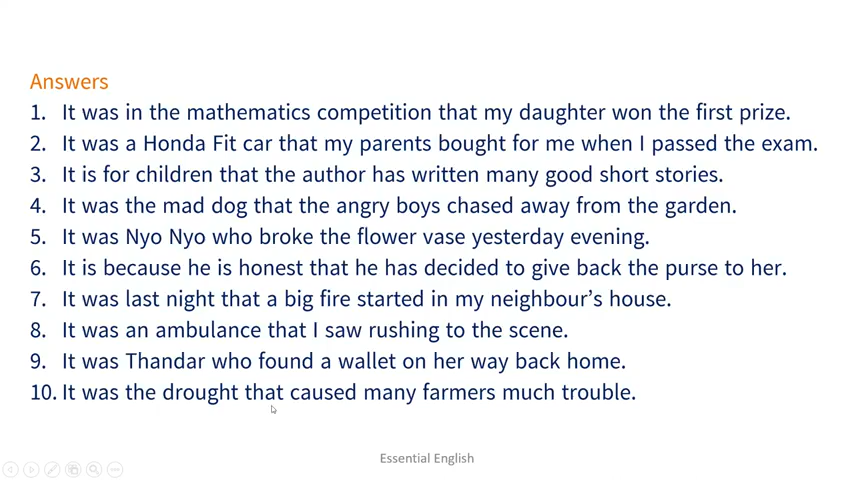 Answers
1. It was in the mathematics competition that my daughter won the first prize.
2. It was a Honda Fit car that my parents bought for me when I passed the exam.
3. It is for children that the author has written many good short stories.
4. It was the mad dog that the angry boys chased away from the garden.
5. It was Nyo Nyo who broke the flower vase yesterday evening.
6. It is because he is honest that he has decided to give back the purse to her.
7. It was last night that a big fire started in my neighbour’s house.
8. It was an ambulance that I saw rushing to the scene.
9. It was Thandar who found a wallet on her way back home.
10. It was the drought that caused many farmers much trouble.
Essential English